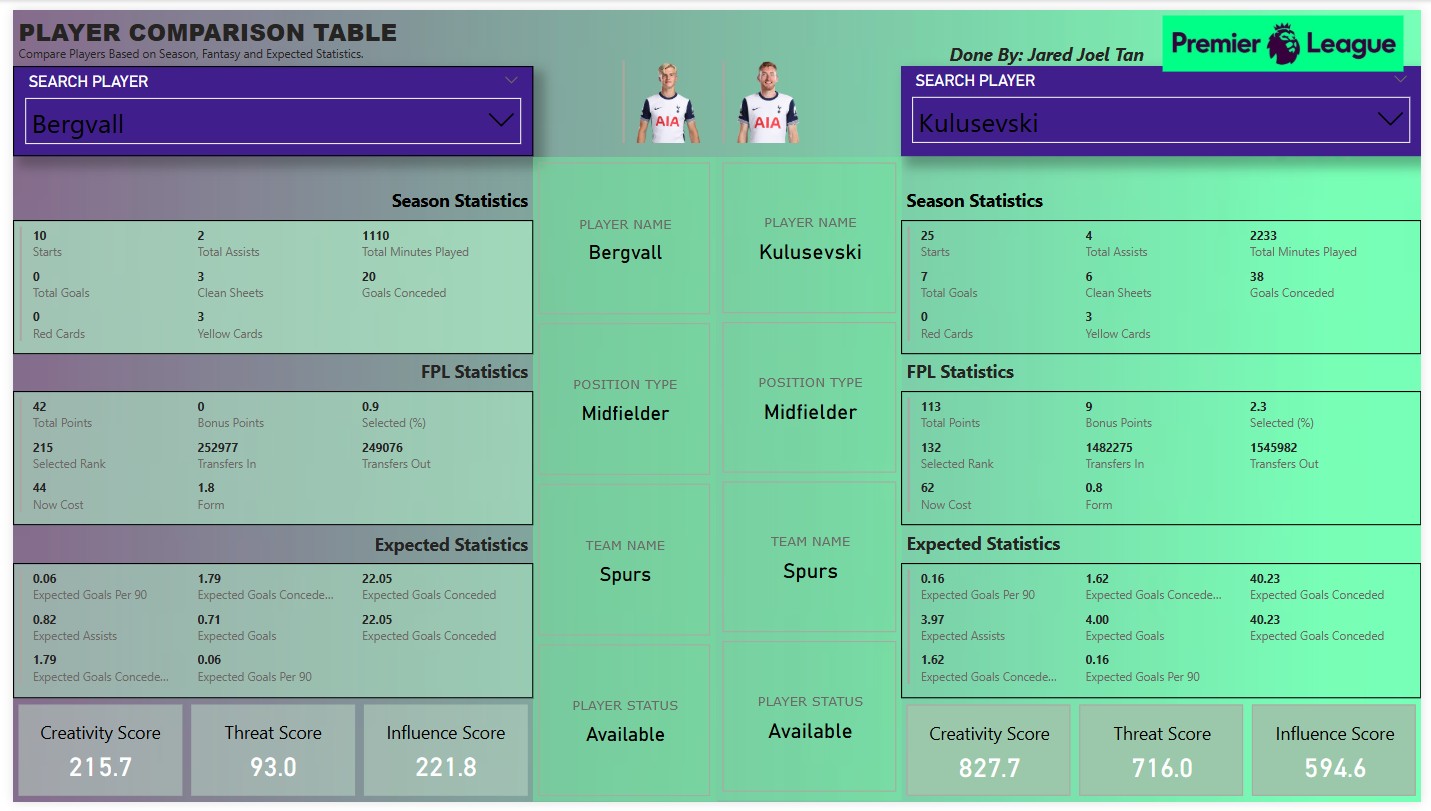 PLAYER COMPARISON TABLE
Compare Players Based on Season, Fantasy and Expected Statistics.
Done By: Jared Joel Tan
Premier League
SEARCH PLAYER
Bergvall
AIA
AIA
SEARCH PLAYER
Kulusevski
Season Statistics
10 2 1110
Starts Total Assists Total Minutes Played
0 3 20
Total Goals Clean Sheets Goals Conceded
0 3
Red Cards Yellow Cards
FPL Statistics
42 0 0.9
Total Points Bonus Points Selected (%)
215 252977 249076
Selected Rank Transfers In Transfers Out
44 1.8
Now Cost Form
Expected Statistics
0.06 1.79 22.05
Expected Goals Per 90 Expected Goals Concede... Expected Goals Conceded
0.82 0.71 22.05
Expected Assists Expected Goals Expected Goals Conceded
1.79 0.06
Expected Goals Concede... Expected Goals Per 90
Creativity Score Threat Score Influence Score
215.7 93.0 221.8
PLAYER NAME
Bergvall
POSITION TYPE
Midfielder
TEAM NAME
Spurs
PLAYER STATUS
Available
PLAYER NAME
Kulusevski
POSITION TYPE
Midfielder
TEAM NAME
Spurs
PLAYER STATUS
Available
Season Statistics
25 4 2233
Starts Total Assists Total Minutes Played
7 6 38
Total Goals Clean Sheets Goals Conceded
0 3
Red Cards Yellow Cards
FPL Statistics
113 9 2.3
Total Points Bonus Points Selected (%)
132 1482275 1545982
Selected Rank Transfers In Transfers Out
62 0.8
Now Cost Form
Expected Statistics
0.16 1.62 40.23
Expected Goals Per 90 Expected Goals Concede... Expected Goals Conceded
3.97 4.00 40.23
Expected Assists Expected Goals Expected Goals Conceded
1.62 0.16
Expected Goals Concede... Expected Goals Per 90
Creativity Score Threat Score Influence Score
827.7 716.0 594.6